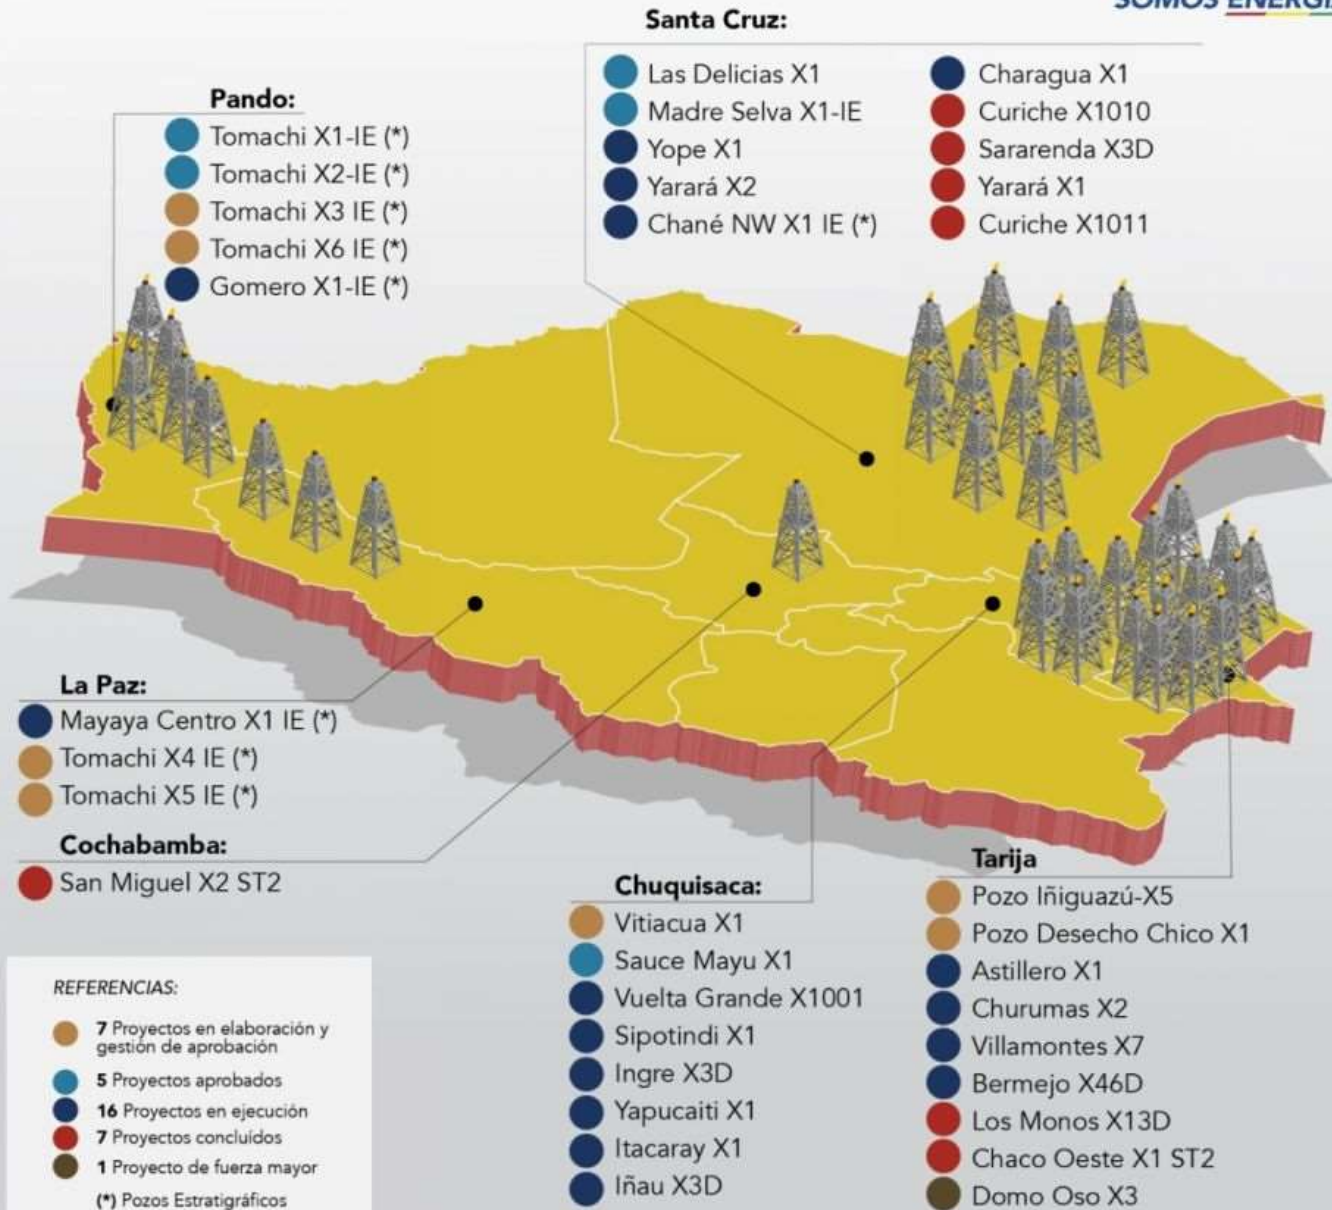 SOMOS
Santa Cruz:
Las Delicias X1
Madre Selva X1-IE
Yope X1
Yarará X2
Chané NW X1 IE (*)
Charagua X1
Curiche X1010
Sararenda X3D
Yarará X1
Curiche X1011
Pando:
Tomachi X1-IE (*)
Tomachi X2-IE (*)
Tomachi X3 IE (*)
Tomachi X6 IE (*)
Gomero X1-IE (*)
La Paz:
Mayaya Centro X1 IE (*)
Tomachi X4 IE (*)
Tomachi X5 IE (*)
Cochabamba:
San Miguel X2 ST2
Chuquisaca:
Vitiacua X1
Sauce Mayu X1
Vuelta Grande X1001
Sipotindi X1
Ingre X3D
Yapucaiti X1
Itacaray X1
Iñau X3D
Tarija
Pozo Iñiguazú-X5
Pozo Desecho Chico X1
Astillero X1
Churumas X2
Villamontes X7
Bermejo X46D
Los Monos X13D
Chaco Oeste X1 ST2
Domo Oso X3
REFERENCIAS:
7 Proyectos en elaboración y
gestión de aprobación
5 Proyectos aprobados
16 Proyectos en ejecución
7 Proyectos concluídos
1 Proyecto de fuerza mayor
(*) Pozos Estratigráficos